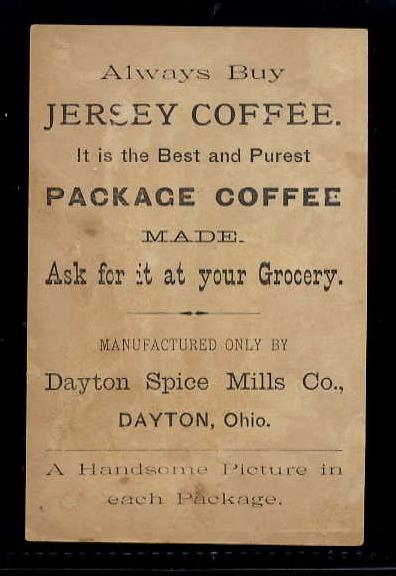 Always Buy
JERSEY COFFEE.
It is the Best and Purest
PACKAGE COFFEE
MADE.
Ask for it at your Grocery.
MANUFACTURED ONLY BY
Dayton Spice Mills Co.,
DAYTON, Ohio.
A Handsome Picture in
each Package.